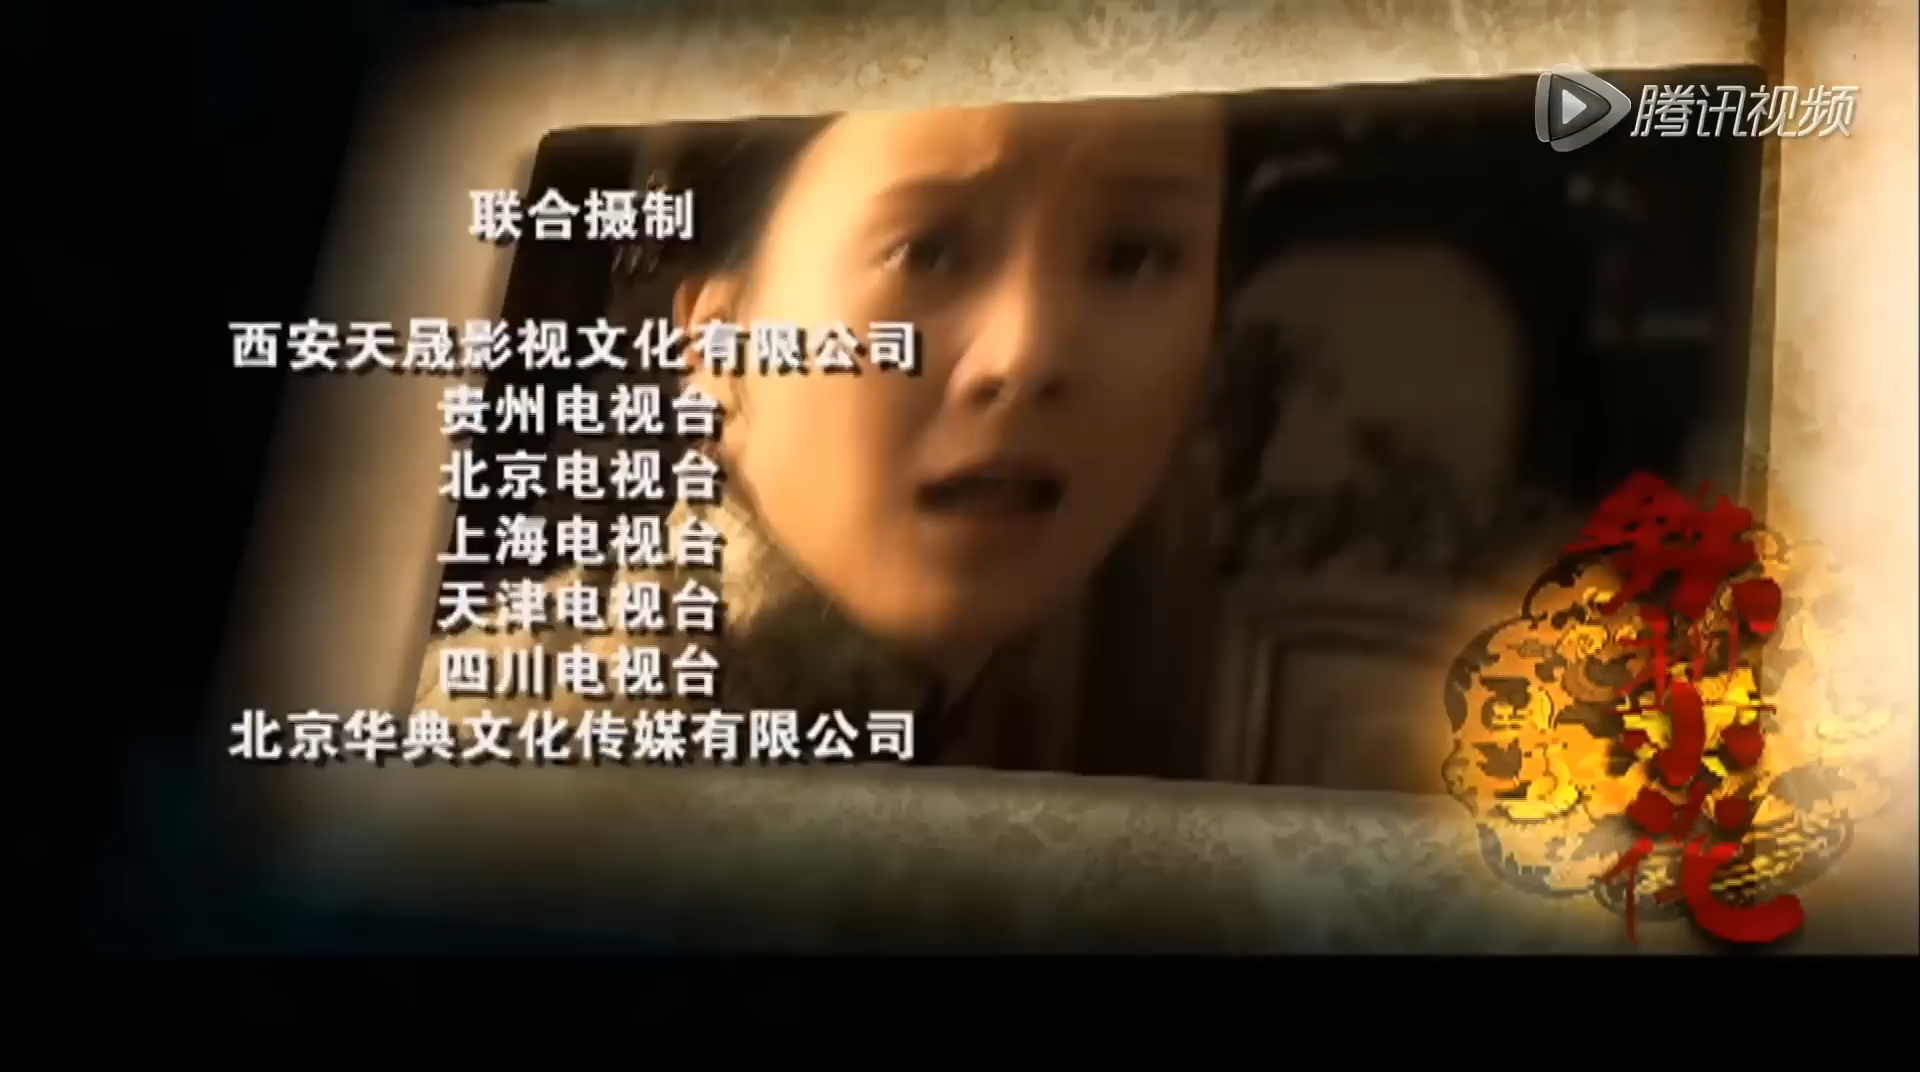 腾讯视频
联合摄制
西安天晟影视文化有限公司
贵州电视台
北京电视台
上海电视台
天津电视台
四川电视台
北京华典文化传媒有限公司